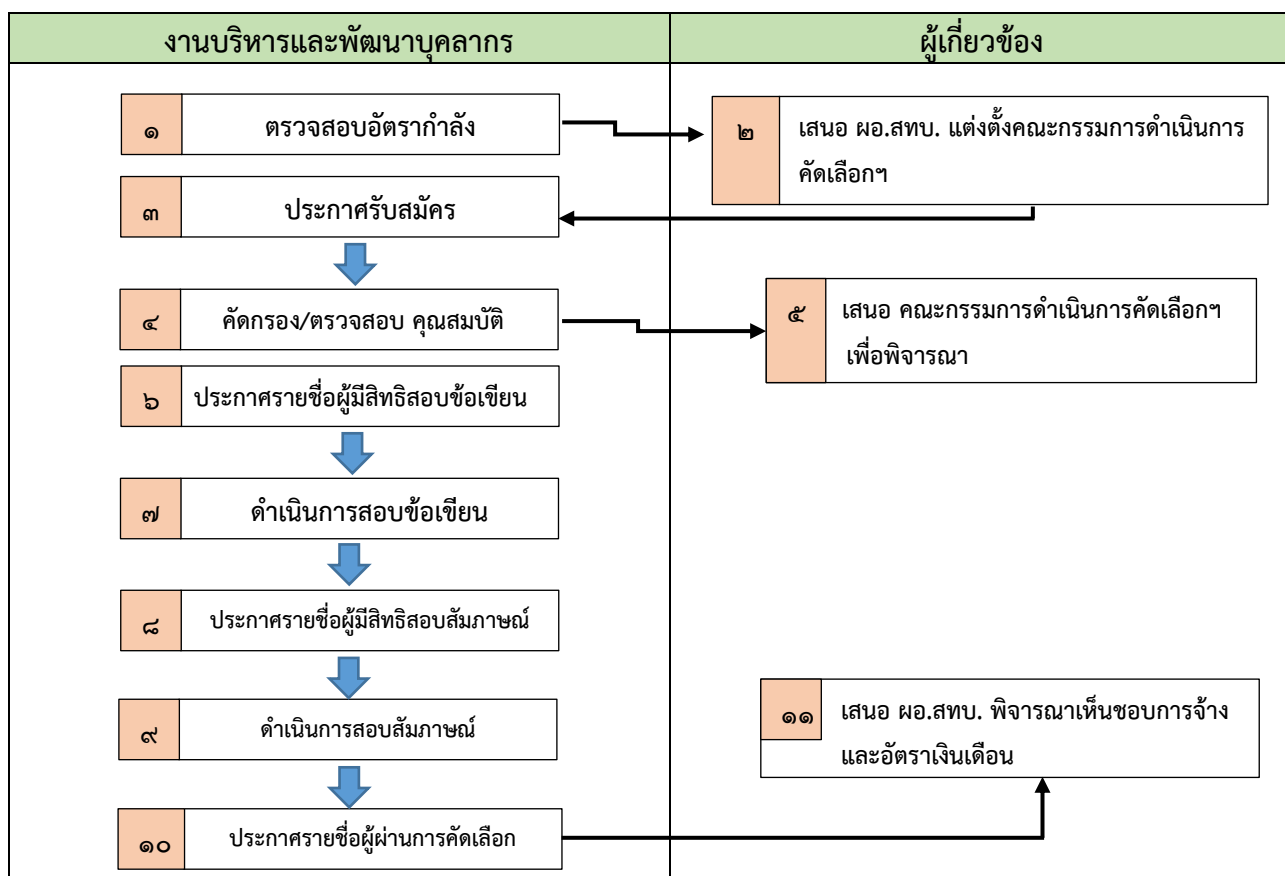 งานบริหารและพัฒนาบุคลากร
ผู้เกี่ยวข้อง
๑ ตรวจสอบอัตรากำลัง
๒ เสนอ ผอ.สทบ. แต่งตั้งคณะกรรมการดำเนินการ
คัดเลือกฯ
๓ ประกาศรับสมัคร
๔ คัดกรอง/ตรวจสอบ คุณสมบัติ
๕ เสนอ คณะกรรมการดำเนินการคัดเลือกฯ
เพื่อพิจารณา
๖ ประกาศรายชื่อผู้มีสิทธิสอบข้อเขียน
๗ ดำเนินการสอบข้อเขียน
๘ ประกาศรายชื่อผู้มีสิทธิสอบสัมภาษณ์
๙ ดำเนินการสอบสัมภาษณ์
๑๐ ประกาศรายชื่อผู้ผ่านการคัดเลือก
๑๑ เสนอ ผอ.สทบ. พิจารณาเห็นชอบการจ้าง
และอัตราเงินเดือน